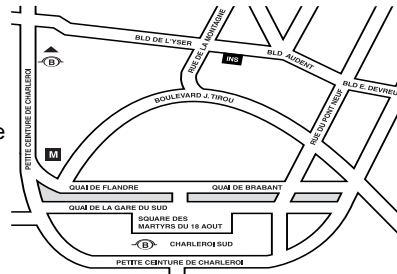 BLD DE L'YSER
RUE DE LA MONTAGNE
INS
BLD AUDENT
BLD E. DEVREU
B
BOULEVARD J. TIROU
RUE DU PONT NEUF
PETITE CEINTURE DE CHARLEROI
e
M
QUAI DE FLANDRE
QUAI DE BRABANT
QUAI DE LA GARE DU SUD
SQUARE DES
MARTYRS DU 18 AOUT
B CHARLEROI SUD
PETITE CEINTURE DE CHARLEROI